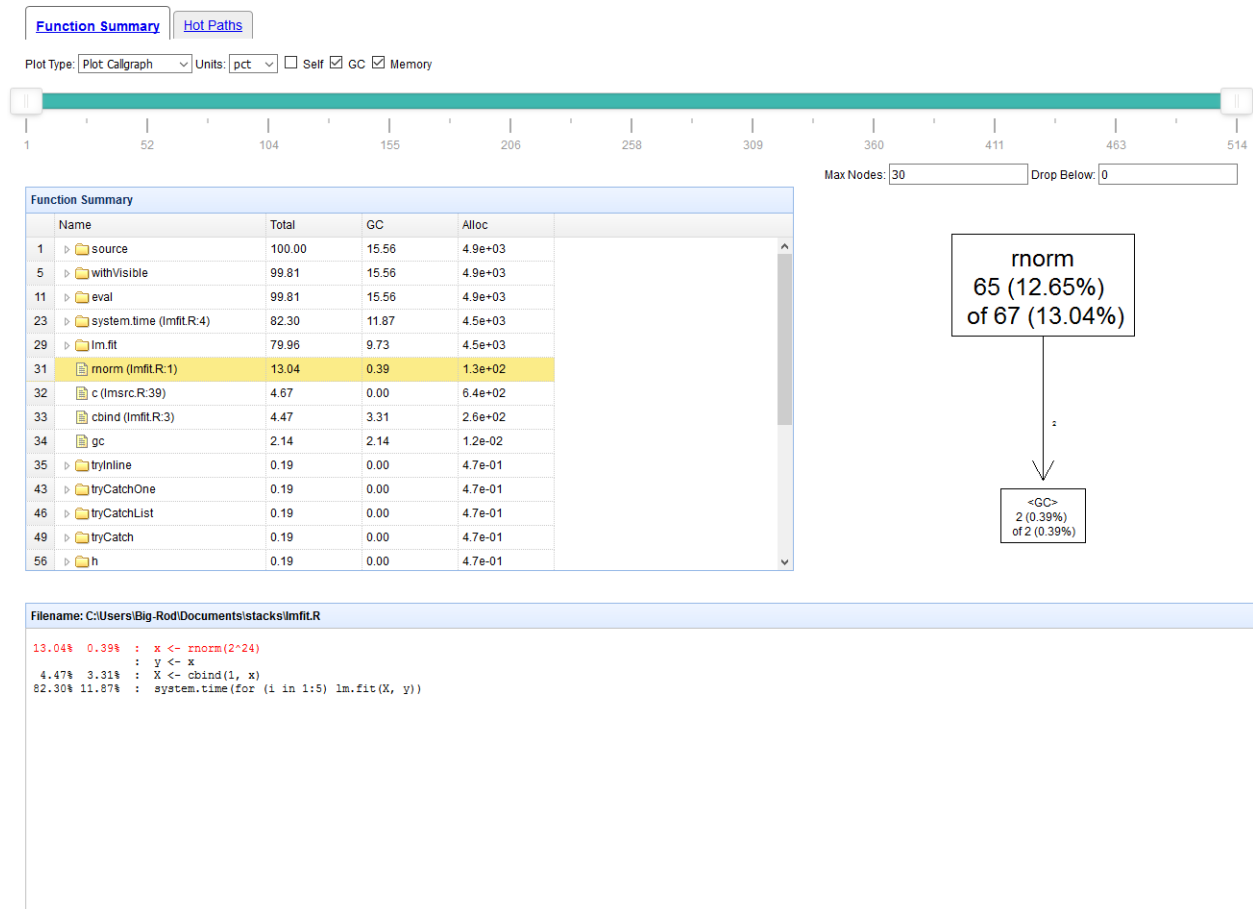 Function Summary Hot Paths
Plot Type: Plot Callgraph Units: pct Self GC Memory
1 52 104 155 206 258 309 360 411 463 514
Max Nodes: 30 Drop Below: 0
Function Summary
Name Total GC Alloc
1 source 100.00 15.56 4.9e+03
5 withVisible 99.81 15.56 4.9e+03
11 eval 99.81 15.56 4.9e+03
23 system.time (lmfit.R:4) 82.30 11.87 4.5e+03
29 lm.fit 79.96 9.73 4.5e+03
31 rnorm (lmfit.R:1) 13.04 0.39 1.3e+02
32 c (lmsrc.R:39) 4.67 0.00 6.4e+02
33 cbind (lmfit.R:3) 4.47 3.31 2.6e+02
34 gc 2.14 2.14 1.2e-02
35 tryInline 0.19 0.00 4.7e-01
43 tryCatchOne 0.19 0.00 4.7e-01
46 tryCatchList 0.19 0.00 4.7e-01
49 tryCatch 0.19 0.00 4.7e-01
56 h 0.19 0.00 4.7e-01
rnorm
65 (12.65%)
of 67 (13.04%)
2
<GC>
2 (0.39%)
of 2 (0.39%)
Filename: C:\Users\Big-Rod\Documents\stacks\lmfit.R
13.04% 0.39% : x <- rnorm(2^24)
: y <- x
4.47% 3.31% : X <- cbind(1, x)
82.30% 11.87% : system.time(for (i in 1:5) lm.fit(X, y))